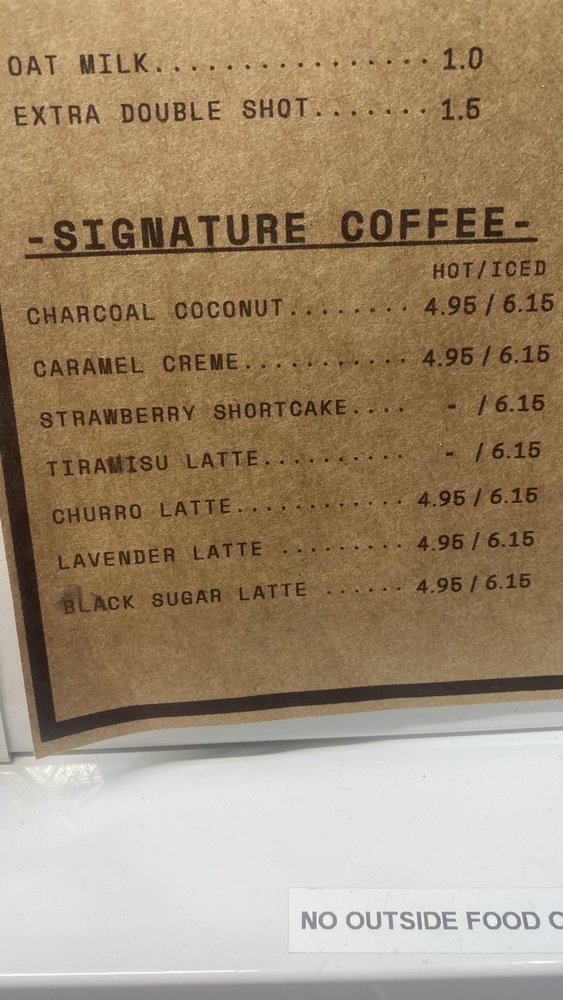 OAT MILK................. 1.0
EXTRA DOUBLE SHOT....... 1.5
-SIGNATURE COFFEE-
HOT/ICED
CHARCOAL COCONUT........ 4.95 / 6.15
CARAMEL CREME........... 4.95 / 6.15
STRAWBERRY SHORTCAKE.... - / 6.15
TIRAMISU LATTE.......... - / 6.15
CHURRO LATTE............ 4.95 / 6.15
LAVENDER LATTE ......... 4.95 / 6.15
BLACK SUGAR LATTE ...... 4.95 / 6.15
NO OUTSIDE FOOD